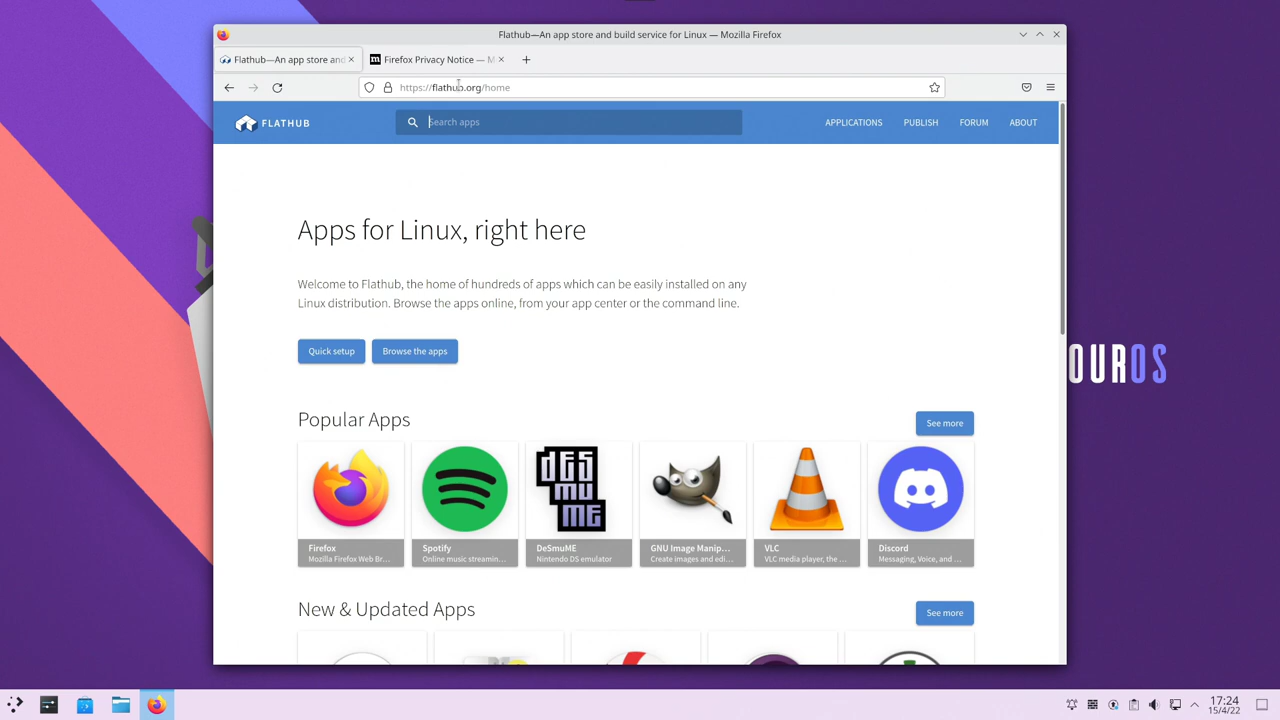 Flathub—An app store and build service for Linux — Mozilla Firefox
Flathub—An app store and
Firefox Privacy Notice — M
https://flathub.org/home
FLATHUB
Search apps
APPLICATIONS
PUBLISH
FORUM
ABOUT
Apps for Linux, right here
Welcome to Flathub, the home of hundreds of apps which can be easily installed on any
Linux distribution. Browse the apps online, from your app center or the command line.
Quick setup
Browse the apps
Popular Apps
See more
Firefox
Mozilla Firefox Web Br...
Spotify
Online music streamin...
DeSmuME
Nintendo DS emulator
GNU Image Manip...
Create images and edi...
VLC
VLC media player, the ...
Discord
Messaging, Voice, and ...
New & Updated Apps
See more
OUROS
17:24
15/4/22